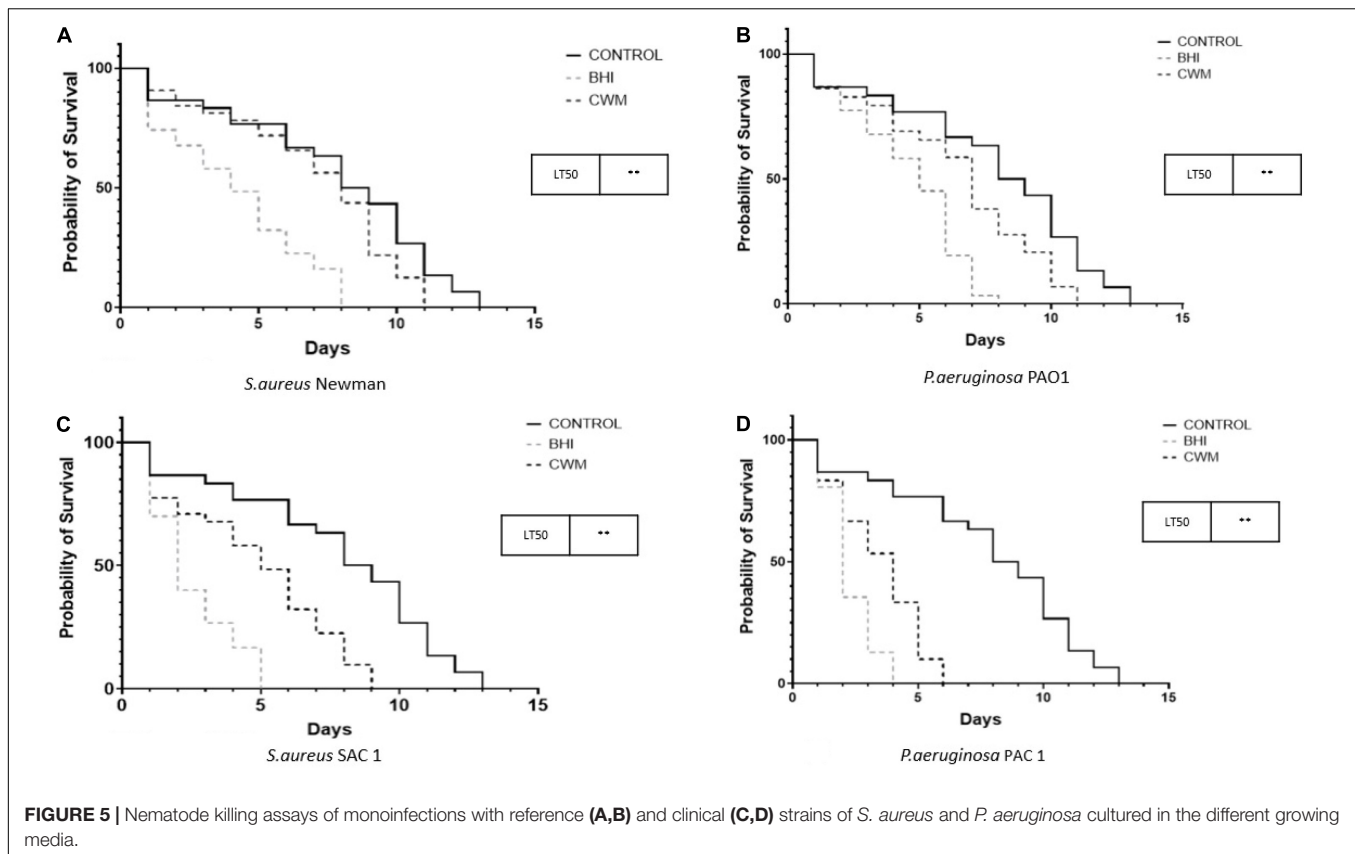 A
Probability of Survival
100
50
0
0 5 10 15
Days
CONTROL
BHI
CWM
LT50 **
S.aureus Newman
B
Probability of Survival
100
50
0
0 5 10 15
Days
CONTROL
BHI
CWM
LT50 **
P.aeruginosa PAO1
C
Probability of Survival
100
50
0
0 5 10 15
Days
CONTROL
BHI
CWM
LT50 **
S.aureus SAC 1
D
Probability of Survival
100
50
0
0 5 10 15
Days
CONTROL
BHI
CWM
LT50 **
P.aeruginosa PAC 1
FIGURE 5 | Nematode killing assays of monoinfections with reference (A,B) and clinical (C,D) strains of S. aureus and P. aeruginosa cultured in the different growing
media.